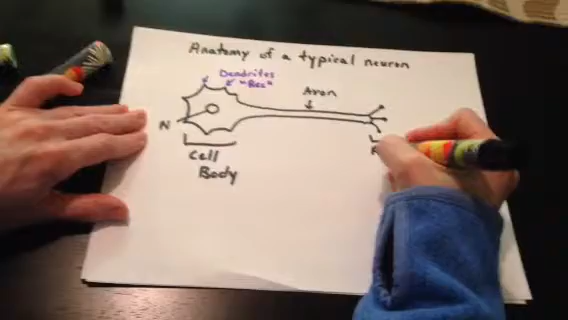 Anatomy of a typical neuron
Dendrites
"Rec"
Axon
N
Cell
Body